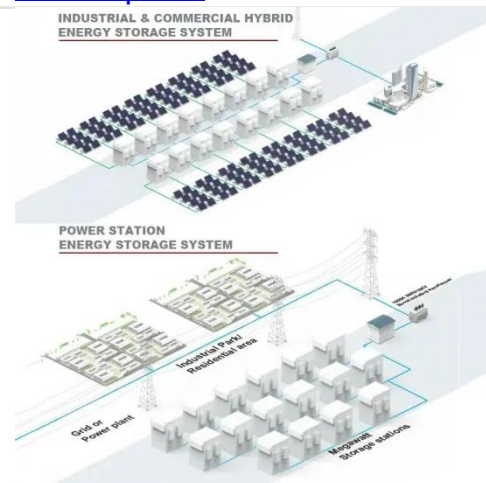 INDUSTRIAL & COMMERCIAL HYBRID
ENERGY STORAGE SYSTEM
POWER STATION
ENERGY STORAGE SYSTEM
Industrial Park/
Residential area
Grid or
Power plant
Megawatt
Storage stations